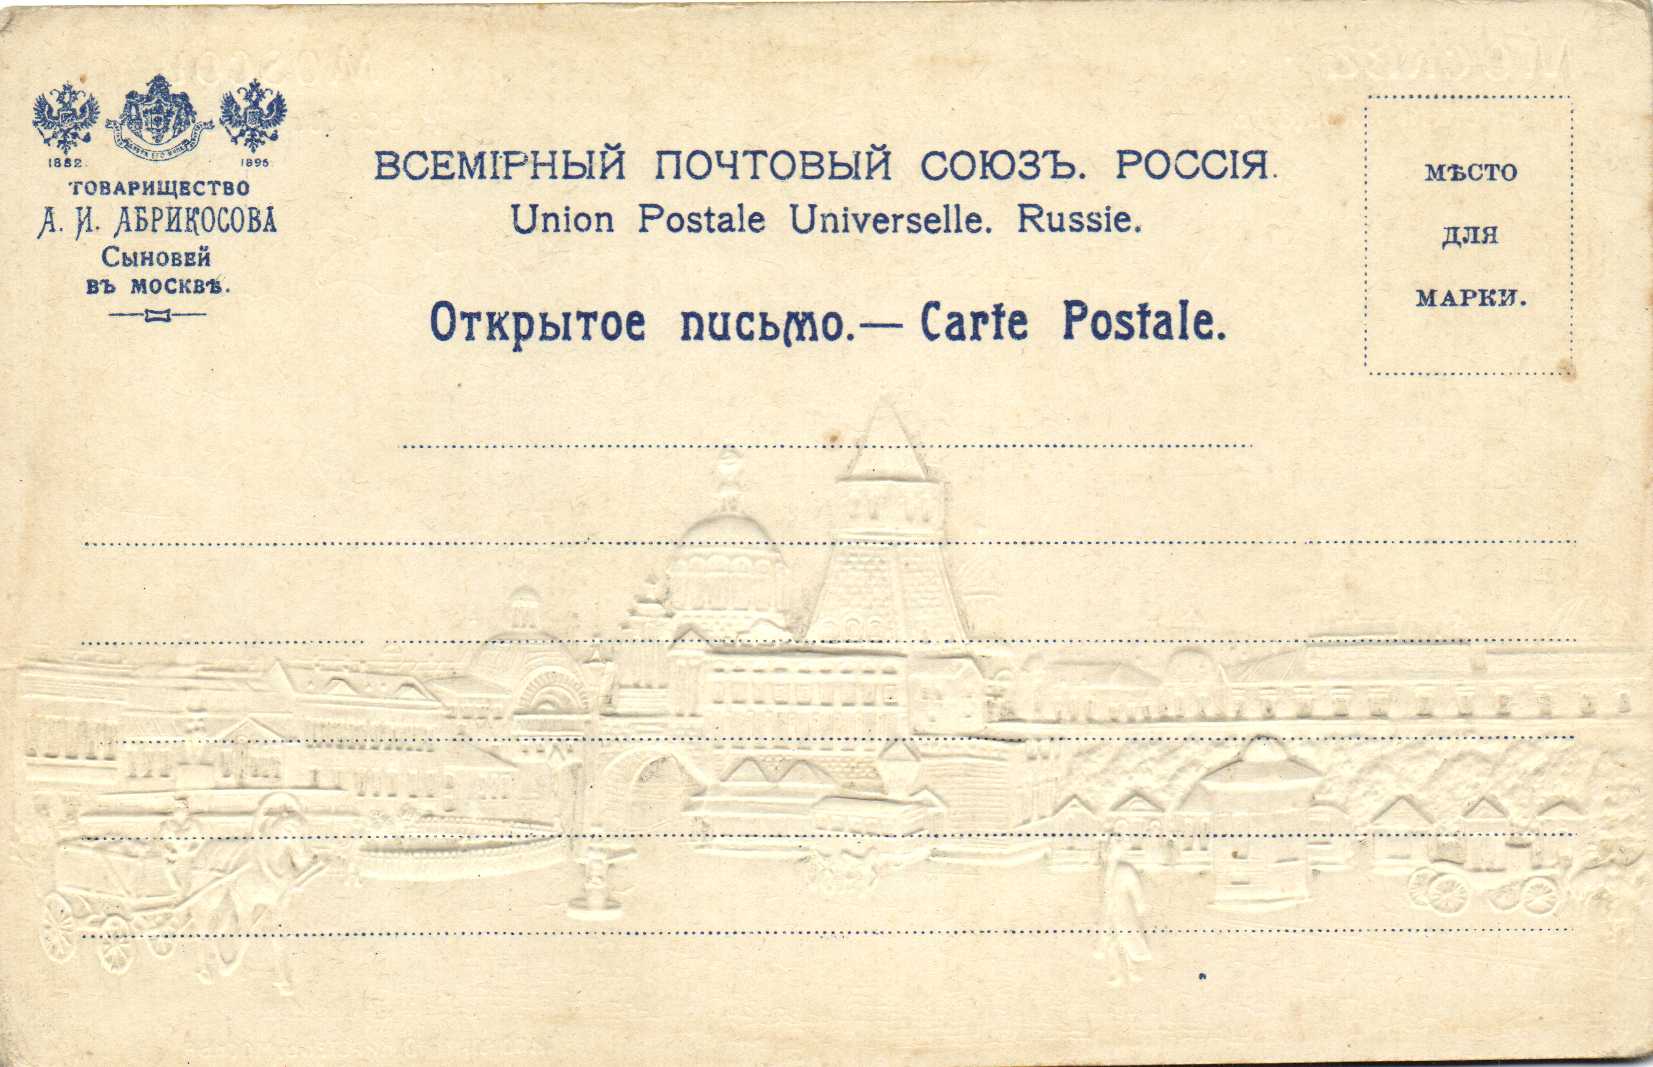 1882.
1896
ТОВАРИЩЕСТВО
А. И. АБРИКОСОВА
Сыновей
въ москвѣ.
ВСЕМІРНЫЙ ПОЧТОВЫЙ СОЮЗЪ. РОССІЯ.
Union Postale Universelle. Russie.
Открытое письмо.— Carte Postale.
МѢСТО
ДЛЯ
МАРКИ.